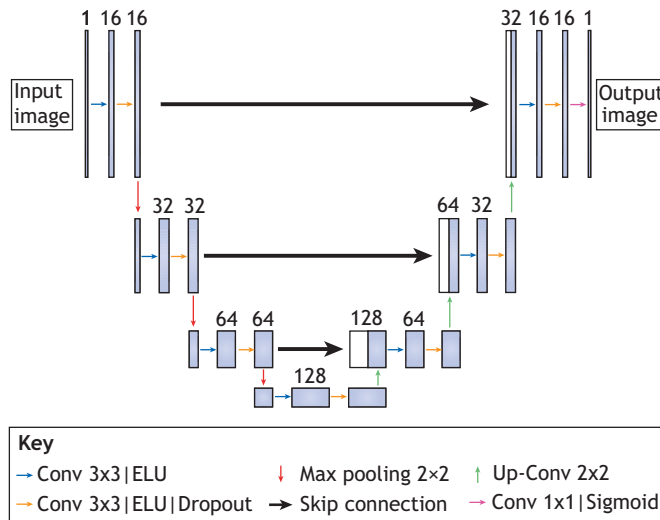 1 16 16
32 16 16 1
Input
image
Output
image
32 32
64 32
64 64
128 64
128
Key
Conv 3x3|ELU
Max pooling 2×2
Up-Conv 2x2
Conv 3x3|ELU|Dropout
Skip connection
Conv 1x1|Sigmoid